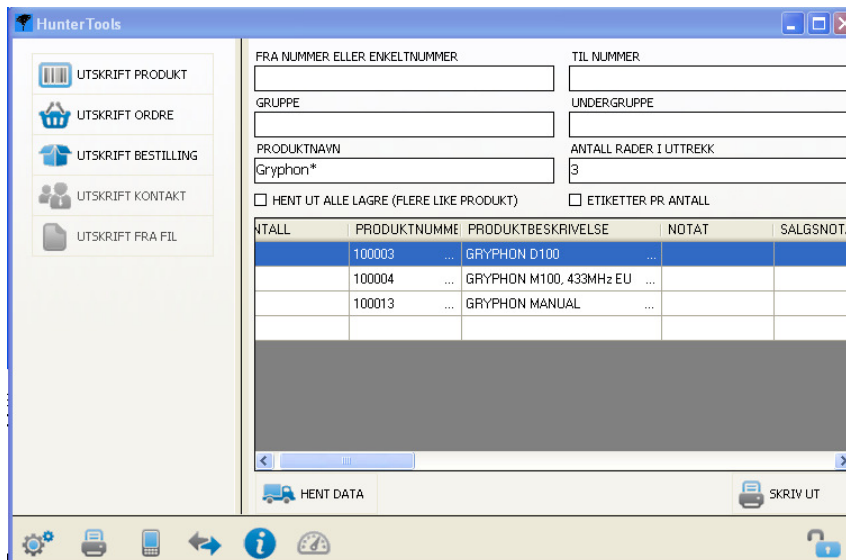 HunterTools
UTSKRIFT PRODUKT
UTSKRIFT ORDRE
UTSKRIFT BESTILLING
UTSKRIFT KONTAKT
UTSKRIFT FRA FIL
FRA NUMMER ELLER ENKELTNUMMER TIL NUMMER
GRUPPE UNDERGRUPPE
PRODUKTNAVN ANTALL RADER I UTTREKK
Gryphon* 3
HENT UT ALLE LAGRE (FLERE LIKE PRODUKT) ETIKETTER PR ANTALL
NTALL PRODUKTNUMME PRODUKTBESKRIVELSE NOTAT SALGSNOT
100003 ... GRYPHON D100 ...
100004 ... GRYPHON M100, 433MHz EU ...
100013 ... GRYPHON MANUAL ...
HENT DATA SKRIV UT